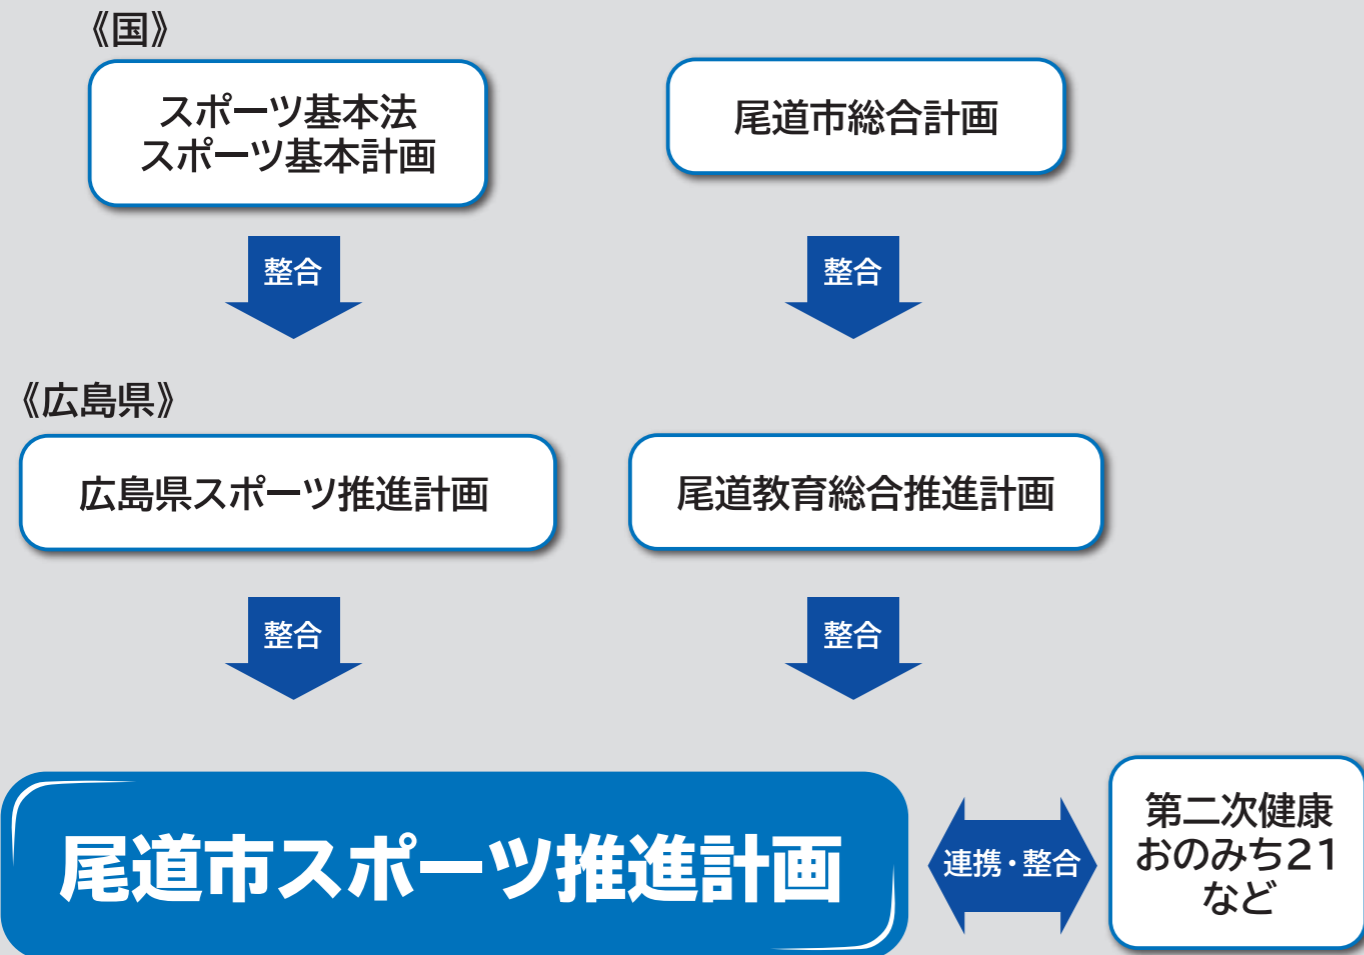 《国》
スポーツ基本法
スポーツ基本計画
尾道市総合計画
整合
整合
《広島県》
広島県スポーツ推進計画
尾道教育総合推進計画
整合
整合
尾道市スポーツ推進計画
連携・整合
第二次健康
おのみち21
など